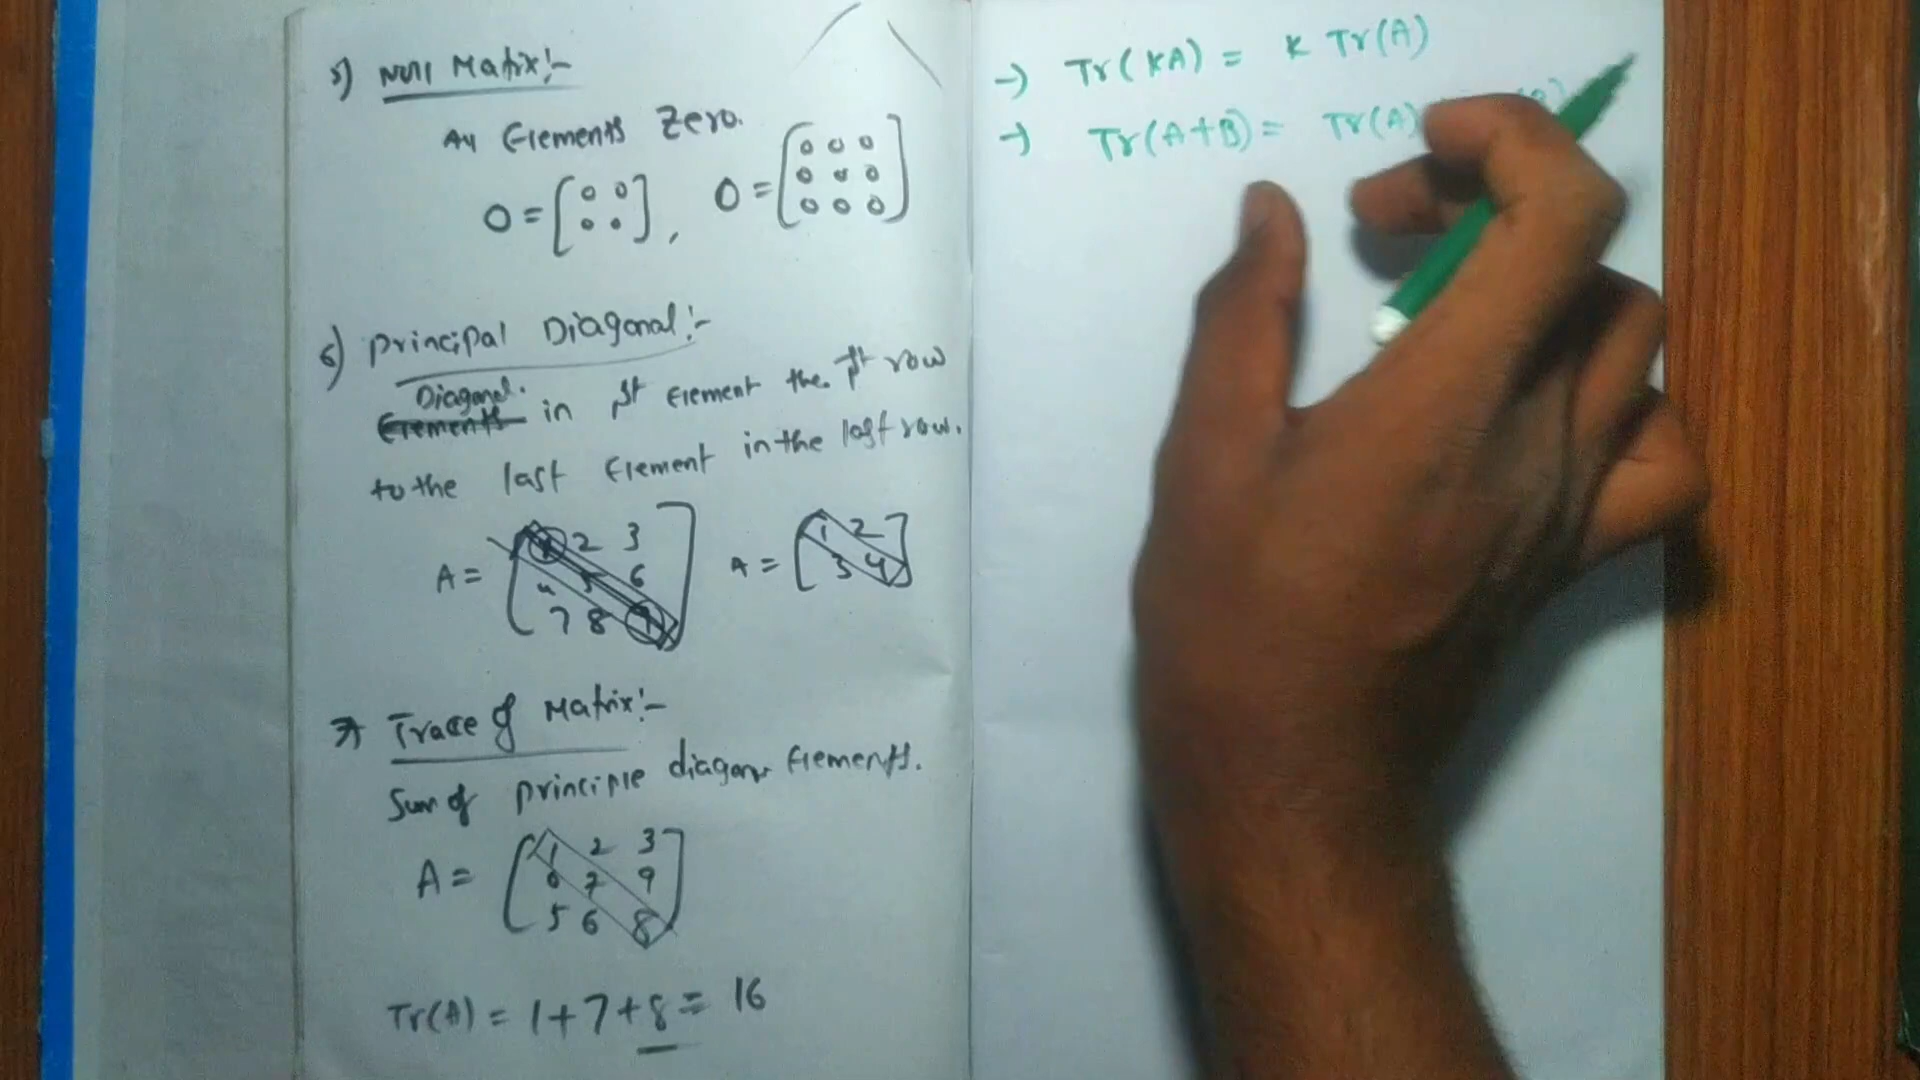 5) Null Matrix:-
All Elements Zero.
O = [0 0
0 0] , O = [0 0 0
0 0 0
0 0 0]
6) Principal Diagonal:-
Diagonal.
Elements in 1st Element the 1st row
to the last Element in the last row.
A = [1 2 3
4 5 6
7 8 9] A = [1 2
3 4]
7) Trace of Matrix:-
Sum of principle diagonal Elements.
A = [1 2 3
6 7 9
5 6 8]
Tr(A) = 1+7+8 = 16
→ Tr(KA) = K Tr(A)
→ Tr(A+B) = Tr(A)